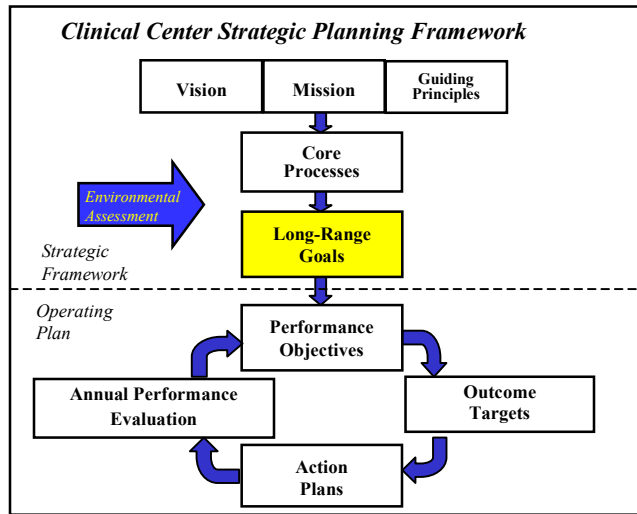 Clinical Center Strategic Planning Framework
Vision
Mission
Guiding
Principles
Core
Processes
Environmental
Assessment
Long-Range
Goals
Strategic
Framework
Operating
Plan
Performance
Objectives
Annual Performance
Evaluation
Outcome
Targets
Action
Plans